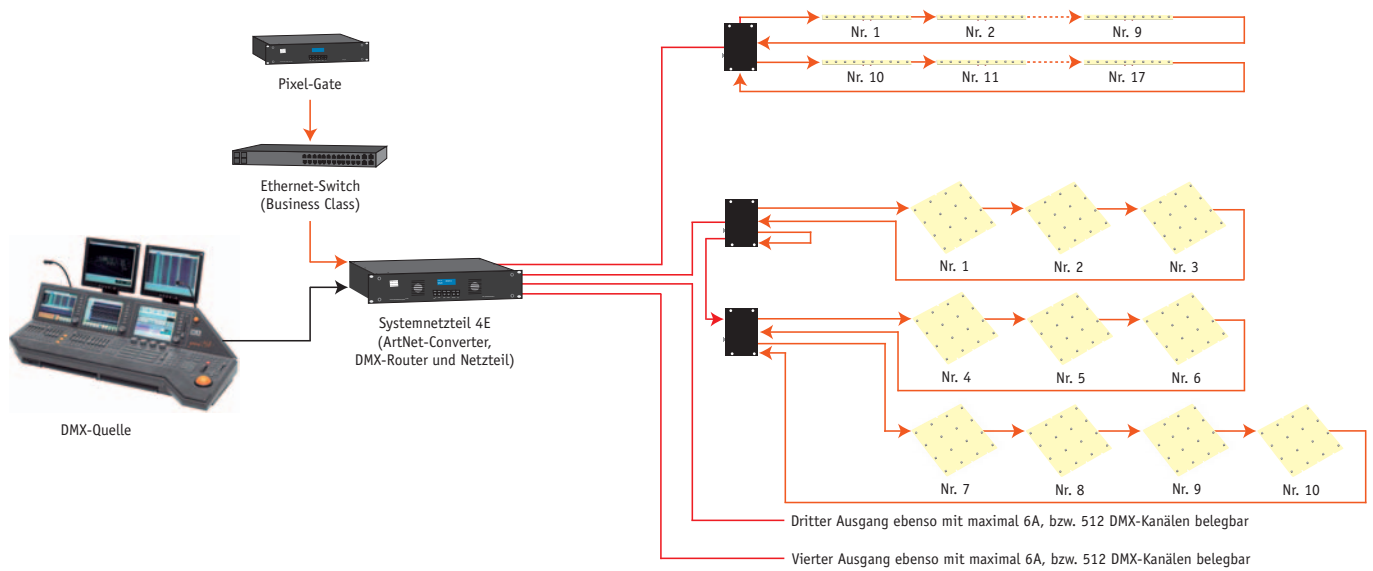 Pixel-Gate
Ethernet-Switch
(Business Class)
Systemnetzteil 4E
(ArtNet-Converter,
DMX-Router und Netzteil)
DMX-Quelle
Nr. 1
Nr. 2
Nr. 9
Nr. 10
Nr. 11
Nr. 17
Nr. 1
Nr. 2
Nr. 3
Nr. 4
Nr. 5
Nr. 6
Nr. 7
Nr. 8
Nr. 9
Nr. 10
Dritter Ausgang ebenso mit maximal 6A, bzw. 512 DMX-Kanälen belegbar
Vierter Ausgang ebenso mit maximal 6A, bzw. 512 DMX-Kanälen belegbar